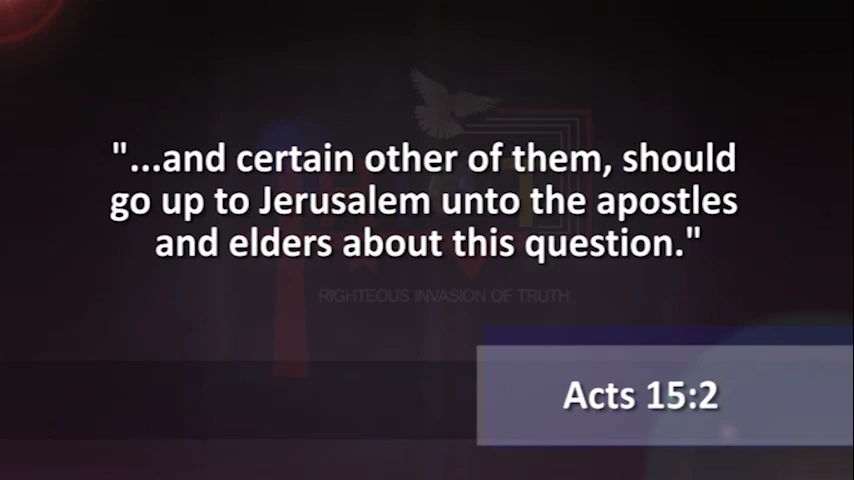 "...and certain other of them, should
go up to Jerusalem unto the apostles
and elders about this question."
RIGHTEOUS INVASION OF TRUTH
Acts 15:2